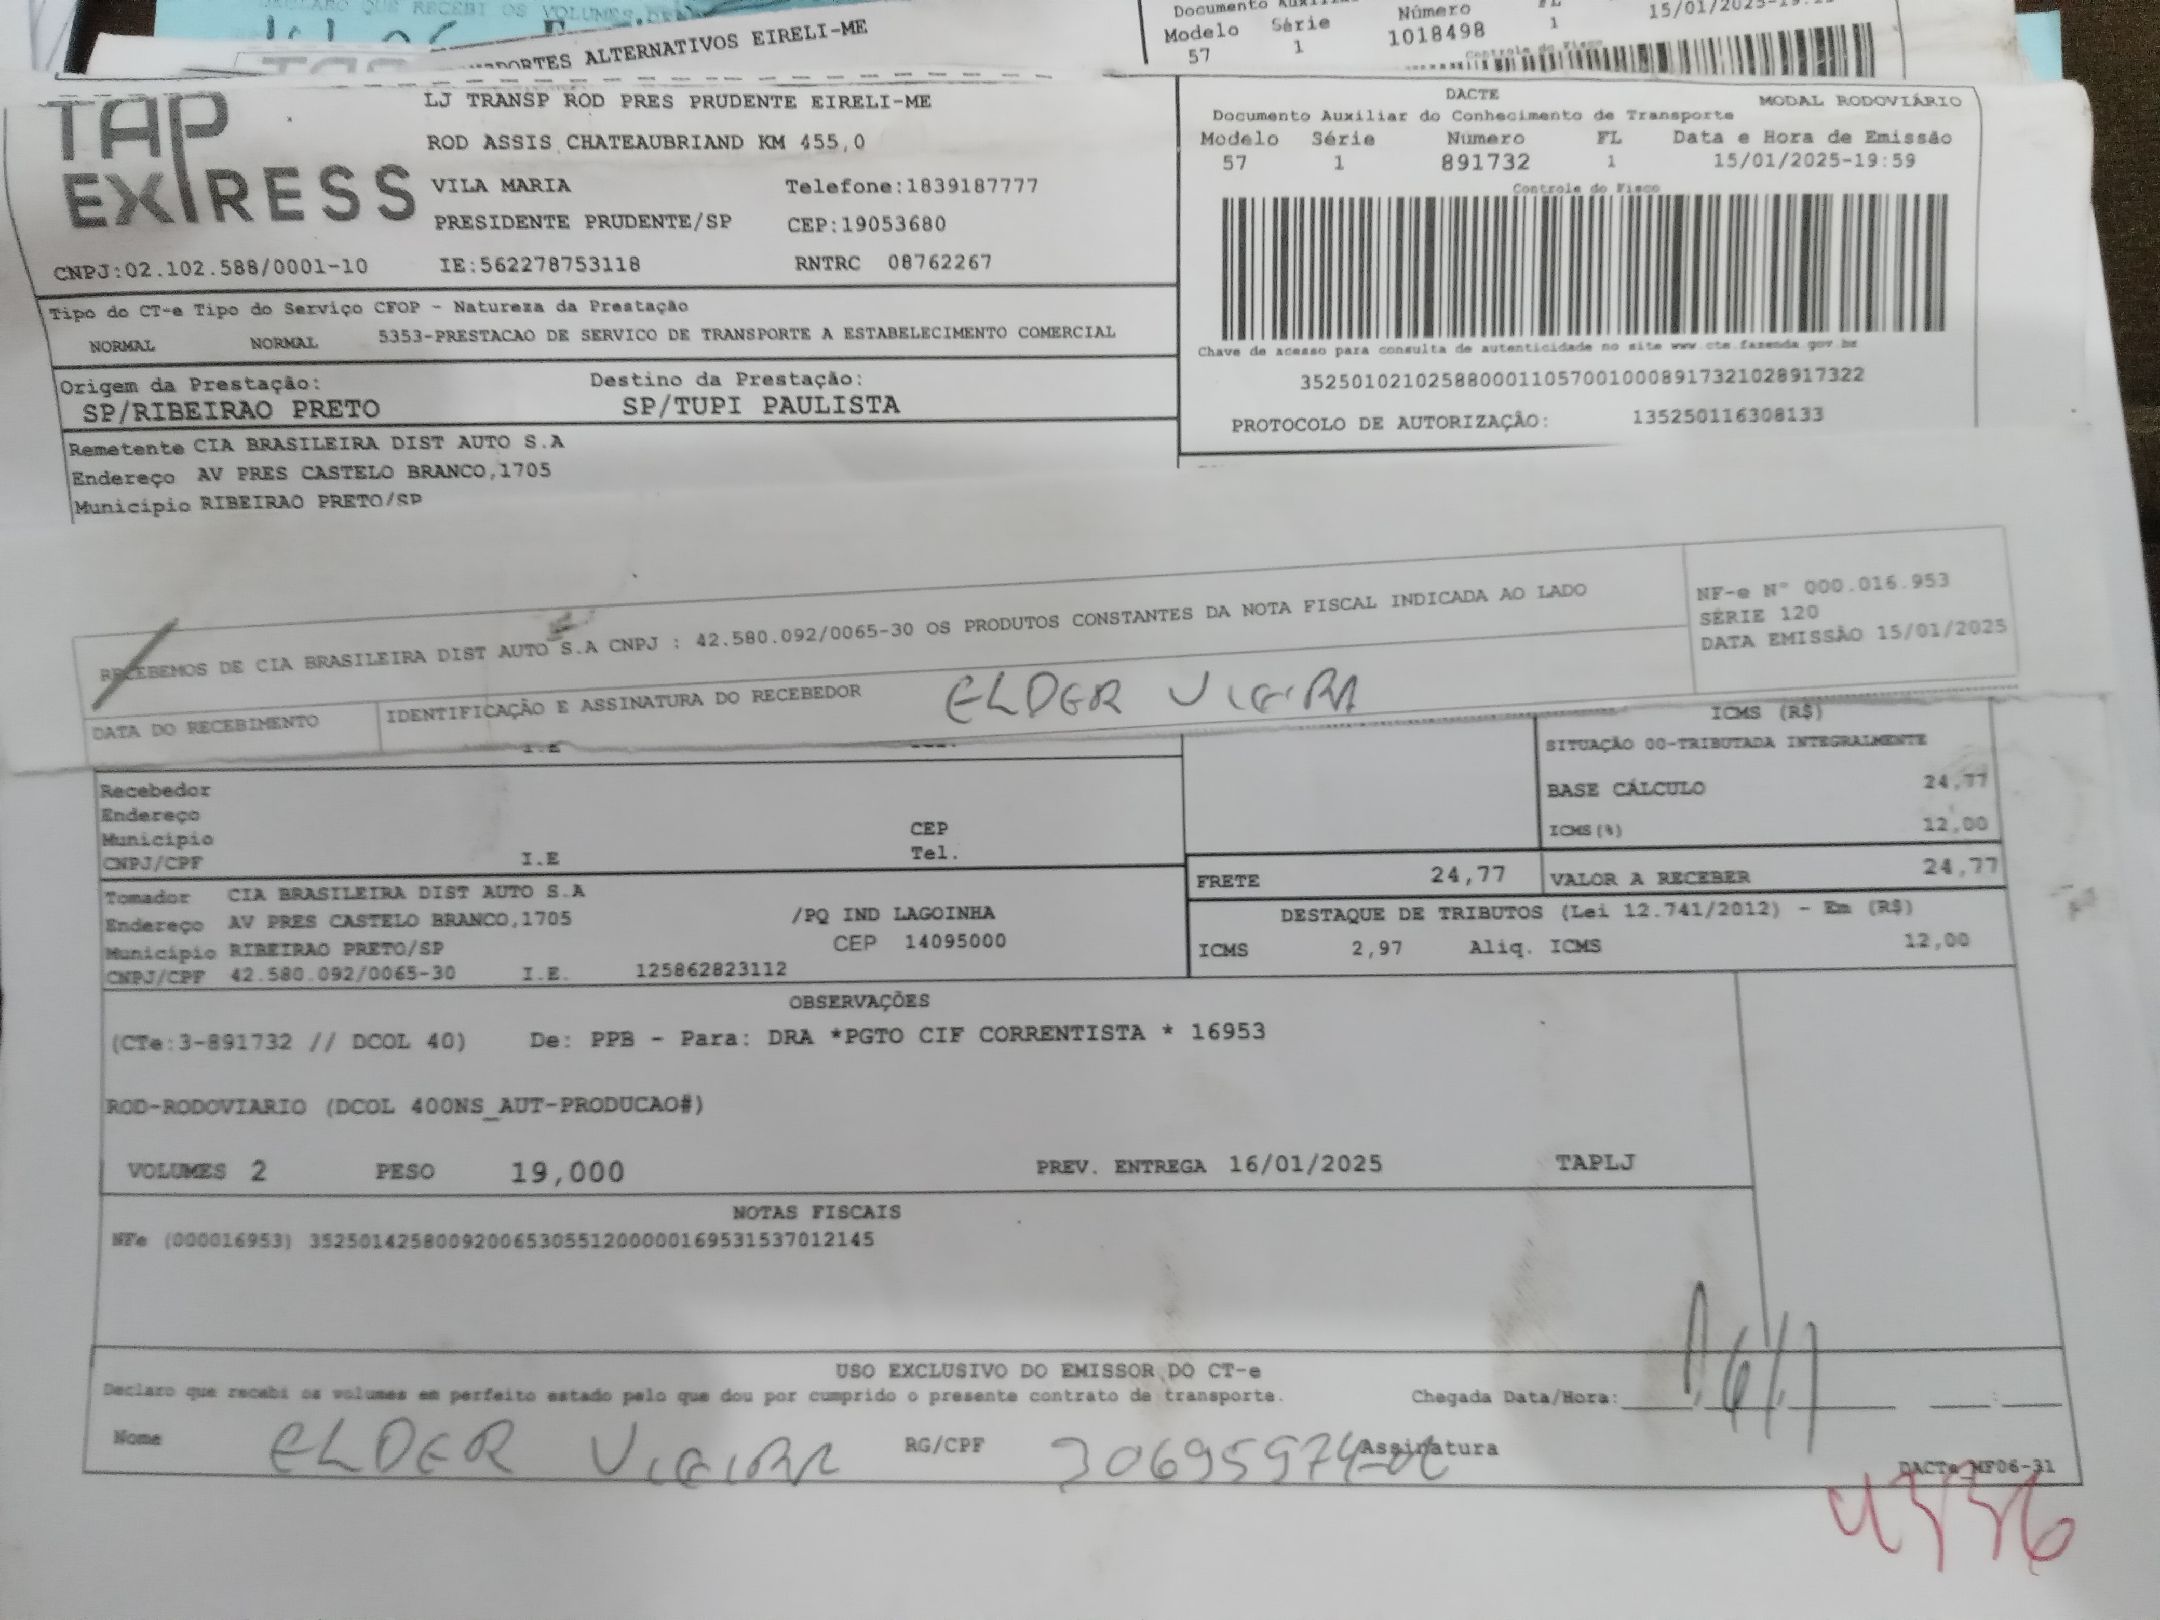 DECLARO QUE RECEBI OS VOLUMES
PORTES ALTERNATIVOS EIRELI-ME
Documento
Modelo Série Número FL 15/01/2025-19:
57 1 1018498 1
Controle do Fisco
TAP EXPRESS
LJ TRANSP ROD PRES PRUDENTE EIRELI-ME
ROD ASSIS CHATEAUBRIAND KM 455,0
VILA MARIA Telefone:1839187777
PRESIDENTE PRUDENTE/SP CEP:19053680
CNPJ:02.102.588/0001-10 IE:562278753118 RNTRC 08762267
DACTE MODAL RODOVIÁRIO
Documento Auxiliar do Conhecimento de Transporte
Modelo Série Número FL Data e Hora de Emissão
57 1 891732 1 15/01/2025-19:59
Controle do Fisco
Chave de acesso para consulta de autenticidade no site www.cte.fazenda.gov.br
35250102102588000110570010008917321028917322
PROTOCOLO DE AUTORIZAÇÃO: 135250116308133
Tipo do CT-e Tipo do Serviço CFOP - Natureza da Prestação
NORMAL NORMAL 5353-PRESTACAO DE SERVICO DE TRANSPORTE A ESTABELECIMENTO COMERCIAL
Origem da Prestação: Destino da Prestação:
SP/RIBEIRAO PRETO SP/TUPI PAULISTA
Remetente CIA BRASILEIRA DIST AUTO S.A
Endereço AV PRES CASTELO BRANCO,1705
Município RIBEIRAO PRETO/SP
RECEBEMOS DE CIA BRASILEIRA DIST AUTO S.A CNPJ : 42.580.092/0065-30 OS PRODUTOS CONSTANTES DA NOTA FISCAL INDICADA AO LADO
NF-e N° 000.016.953
SÉRIE 120
DATA EMISSÃO 15/01/2025
DATA DO RECEBIMENTO IDENTIFICAÇÃO E ASSINATURA DO RECEBEDOR ELDER VIEIRA
ICMS (R$)
SITUAÇÃO 00-TRIBUTADA INTEGRALMENTE
BASE CÁLCULO 24,77
ICMS(%) 12,00
Recebedor
Endereço
Município CEP
CNPJ/CPF I.E Tel.
FRETE 24,77 VALOR A RECEBER 24,77
Tomador CIA BRASILEIRA DIST AUTO S.A
Endereço AV PRES CASTELO BRANCO,1705 /PQ IND LAGOINHA
Município RIBEIRAO PRETO/SP CEP 14095000
CNPJ/CPF 42.580.092/0065-30 I.E. 125862823112
DESTAQUE DE TRIBUTOS (Lei 12.741/2012) - Em (R$)
ICMS 2,97 Aliq. ICMS 12,00
OBSERVAÇÕES
(CTe:3-891732 // DCOL 40) De: PPB - Para: DRA *PGTO CIF CORRENTISTA * 16953
ROD-RODOVIARIO (DCOL 400NS_AUT-PRODUCAO#)
VOLUMES 2 PESO 19,000 PREV. ENTREGA 16/01/2025 TAPLJ
NOTAS FISCAIS
NFe (000016953) 35250142580092006530551200000169531537012145
USO EXCLUSIVO DO EMISSOR DO CT-e
Declaro que recebi os volumes em perfeito estado pelo que dou por cumprido o presente contrato de transporte. Chegada Data/Hora: 16/1
Nome ELDER VIEIRA RG/CPF Assinatura
DACTe MF06-31